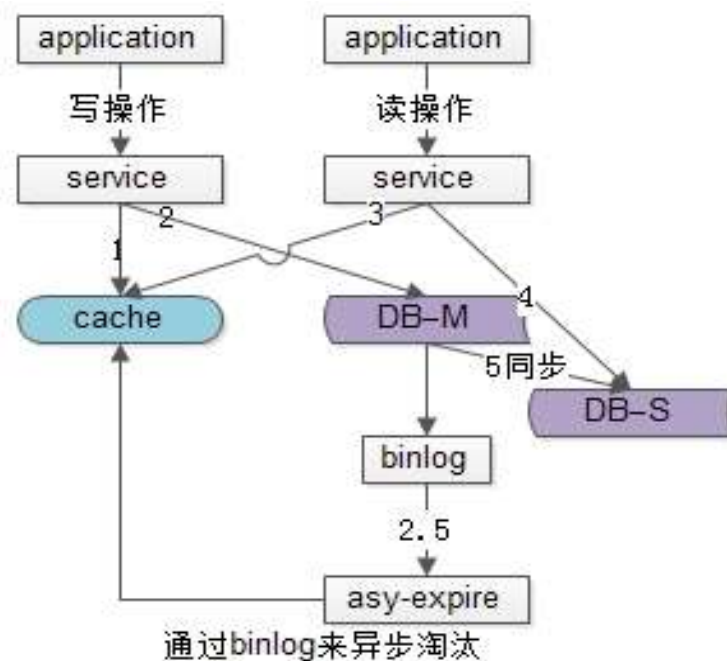 application application
写操作 读操作
service service
2 3
1
4
cache DB-M
5同步
DB-S
binlog
2.5
asy-expire
通过binlog来异步淘汰